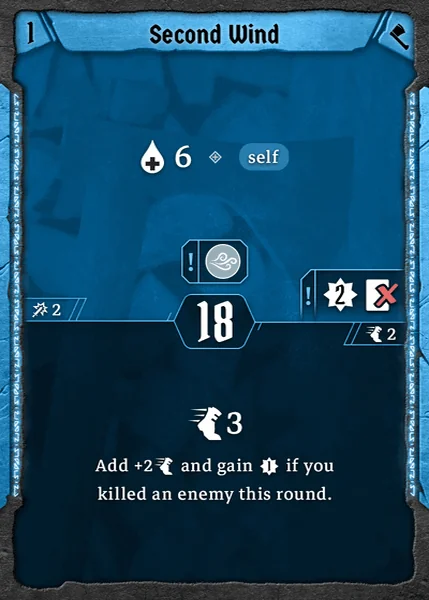 1
Second Wind
6 self
!
! 2
2
18
2
3
Add +2 and gain 1 if you
killed an enemy this round.